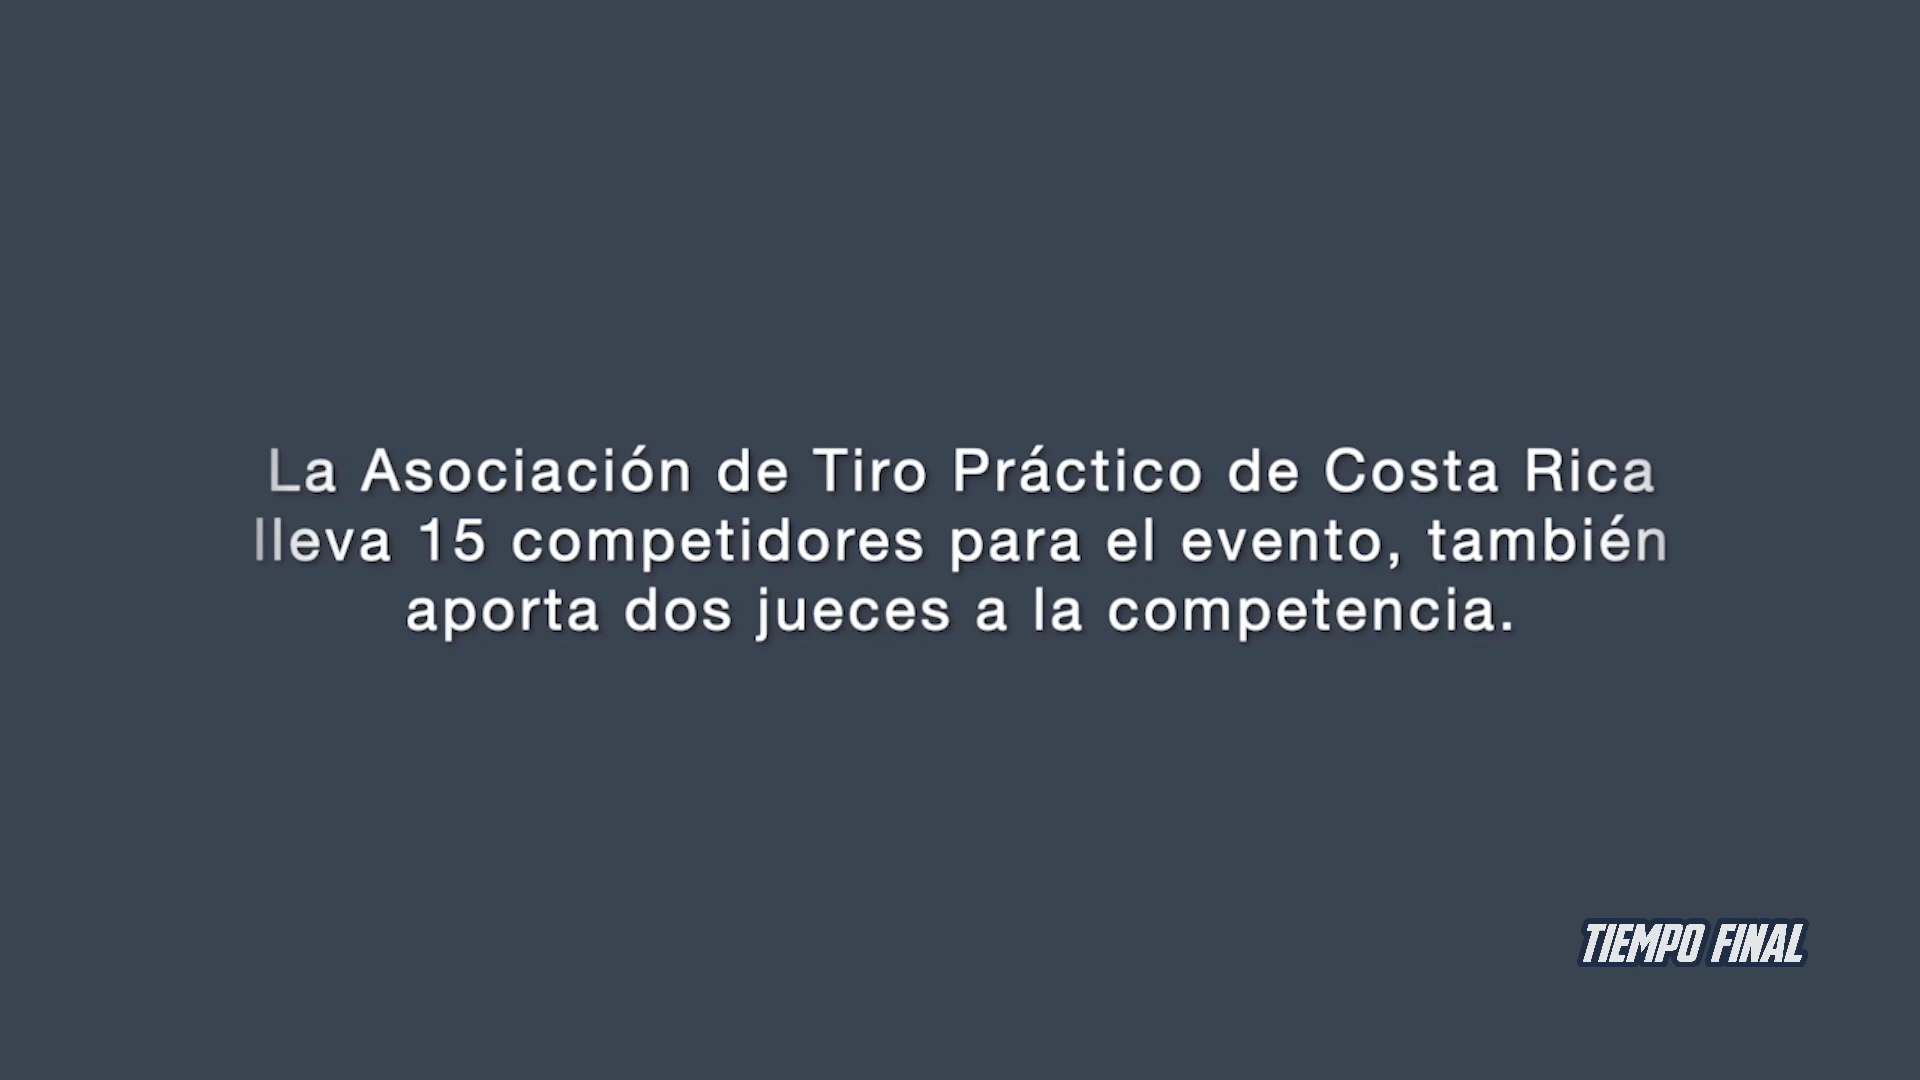 La Asociación de Tiro Práctico de Costa Rica
lleva 15 competidores para el evento, también
aporta dos jueces a la competencia.
TIEMPO FINAL